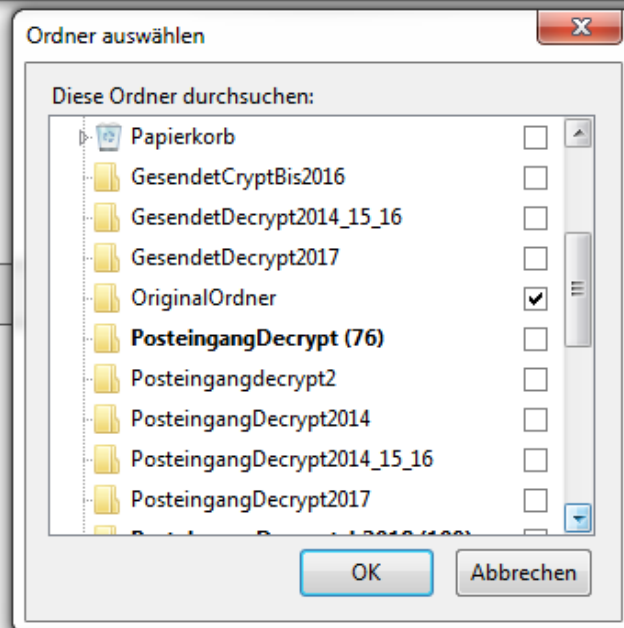 Ordner auswählen
Diese Ordner durchsuchen:
Papierkorb
GesendetCryptBis2016
GesendetDecrypt2014_15_16
GesendetDecrypt2017
OriginalOrdner
PosteingangDecrypt (76)
Posteingangdecrypt2
PosteingangDecrypt2014
PosteingangDecrypt2014_15_16
PosteingangDecrypt2017
OK
Abbrechen